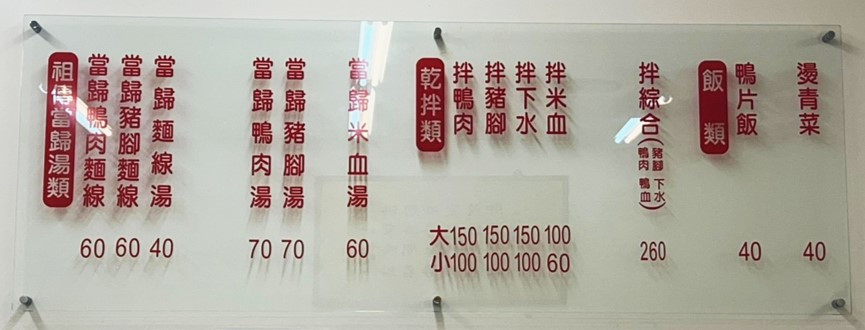 祖傳當歸湯類
當歸鴨肉麵線 60
當歸豬腳麵線 60
當歸麵線 40
當歸鴨肉湯 70
當歸豬腳湯 70
當歸米血湯 60
乾拌類
拌鴨肉 大150 小100
拌豬腳 150 100
拌下水 150 100
拌米血 100 60
拌綜合(豬腳 下水 鴨肉 鴨血) 260
飯類
鴨片飯 40
燙青菜 40